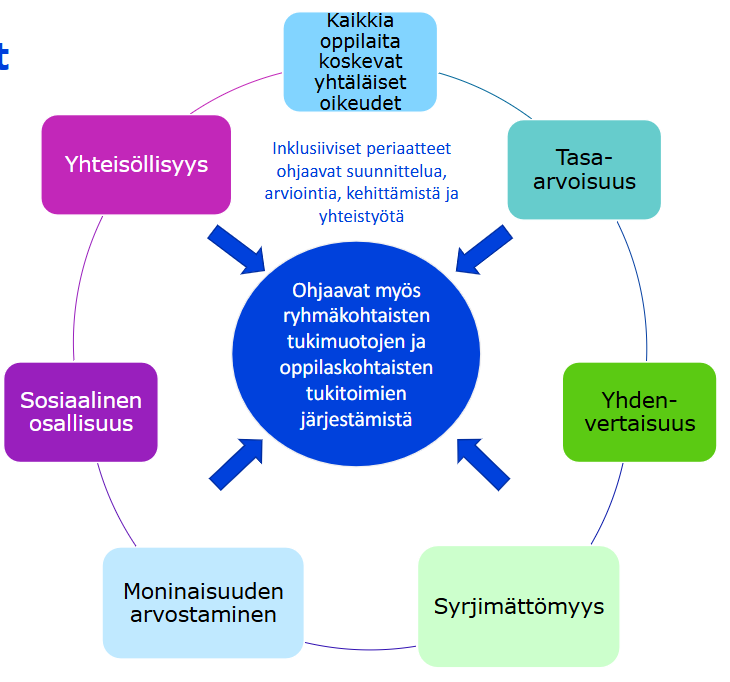 t
Kaikkia
oppilaita
koskevat
yhtäläiset
oikeudet
Yhteisöllisyys
Inklusiiviset periaatteet
ohjaavat suunnittelua,
arviointia, kehittämistä ja
yhteistyötä
Tasa-
arvoisuus
Ohjaavat myös
ryhmäkohtaisten
tukimuotojen ja
oppilaskohtaisten
tukitoimien
järjestämistä
Sosiaalinen
osallisuus
Yhden-
vertaisuus
Moninaisuuden
arvostaminen
Syrjimättömyys